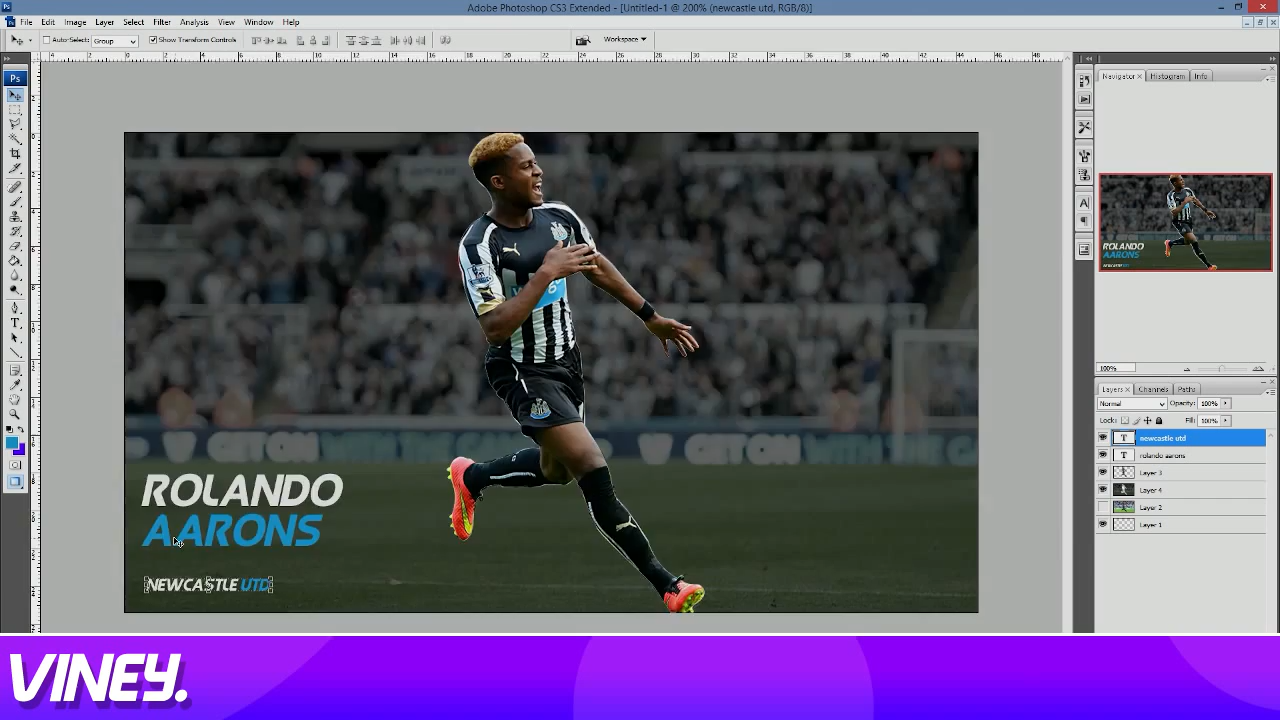 Adobe Photoshop CS3 Extended - [Untitled-1 @ 200% (newcastle utd, RGB/8)]
File Edit Image Layer Select Filter Analysis View Window Help
Auto-Select: Group Show Transform Controls Workspace
Ps
Navigator Histogram Info
ROLANDO
AARONS
NEWCASTLE UTD
100%
Layers Channels Paths
Normal Opacity: 100%
Lock: Fill: 100%
T newcastle utd
T rolando aarons
Layer 3
Layer 4
Layer 2
Layer 1
VINEY.